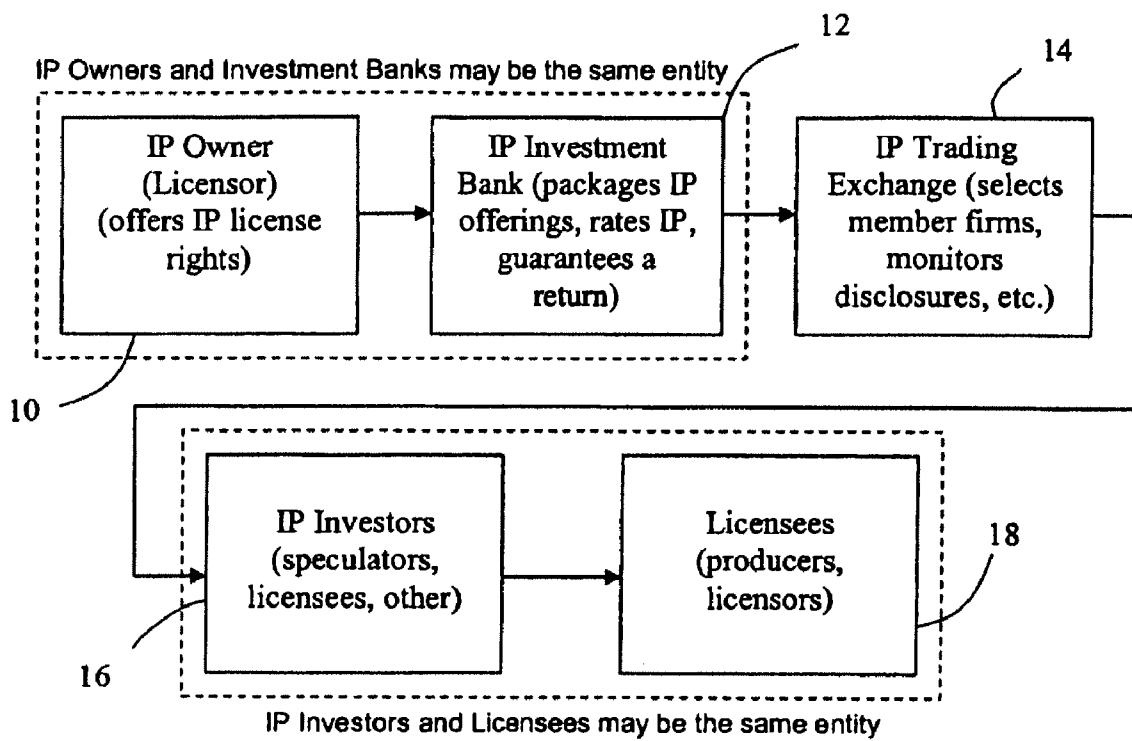 12
14
IP Owners and Investment Banks may be the same entity
IP Owner
(Licensor)
(offers IP license
rights)
IP Investment
Bank (packages IP
offerings, rates IP,
guarantees a
return)
IP Trading
Exchange (selects
member firms,
monitors
disclosures, etc.)
10
IP Investors
(speculators,
licensees, other)
Licensees
(producers,
licensors)
18
16
IP Investors and Licensees may be the same entity